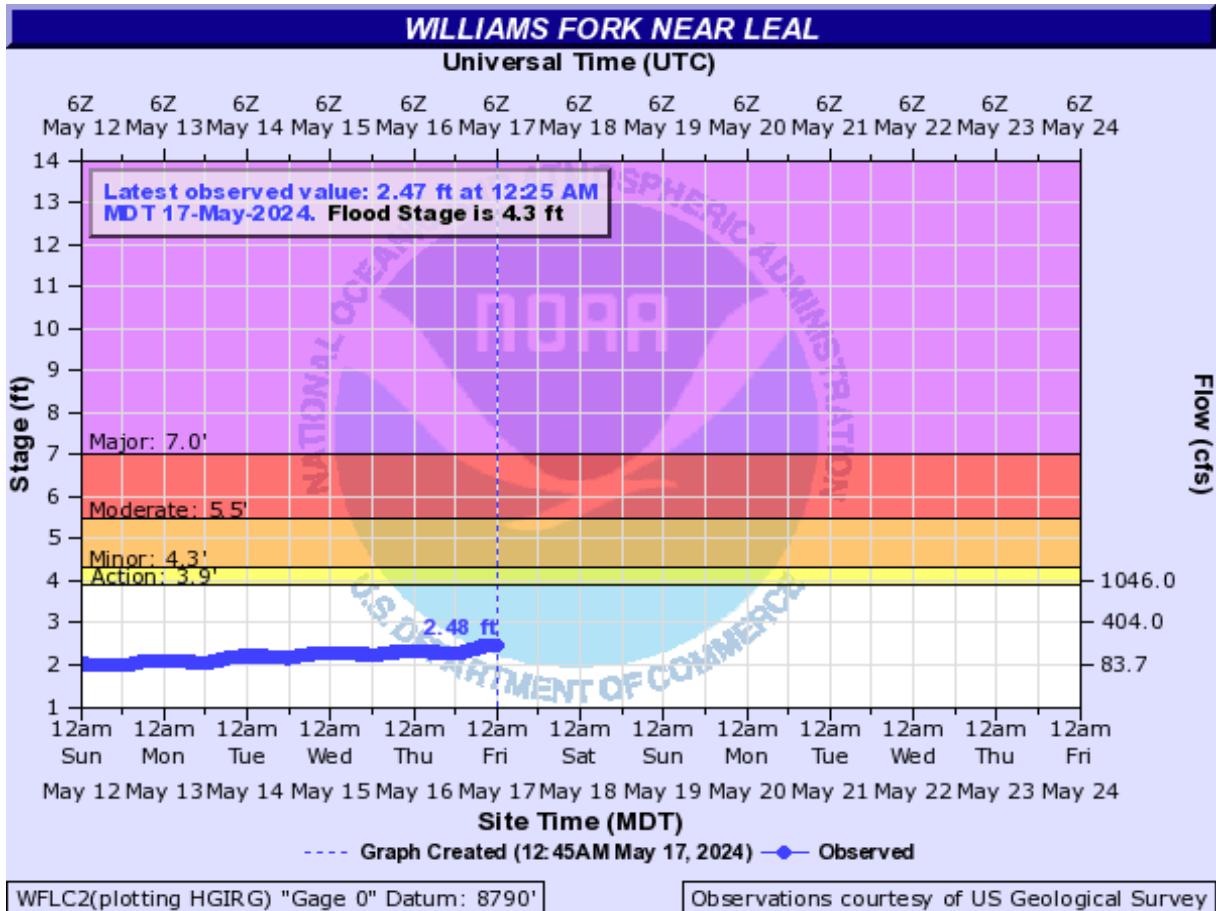 WILLIAMS FORK NEAR LEAL
Universal Time (UTC)
6Z 6Z 6Z 6Z 6Z 6Z 6Z 6Z 6Z 6Z 6Z 6Z 6Z
May 12 May 13 May 14 May 15 May 16 May 17 May 18 May 19 May 20 May 21 May 22 May 23 May 24
Latest observed value: 2.47 ft at 12:25 AM
MDT 17-May-2024. Flood Stage is 4.3 ft
NATIONAL OCEANIC AND ATMOSPHERIC ADMINISTRATION
NOAA
U.S. DEPARTMENT OF COMMERCE
Stage (ft)
14
13
12
11
10
9
8
7
6
5
4
3
2
1
Major: 7.0'
Moderate: 5.5'
Minor: 4.3'
Action: 3.9'
2.48 ft
Flow (cfs)
1046.0
404.0
83.7
12am 12am 12am 12am 12am 12am 12am 12am 12am 12am 12am 12am 12am
Sun Mon Tue Wed Thu Fri Sat Sun Mon Tue Wed Thu Fri
May 12 May 13 May 14 May 15 May 16 May 17 May 18 May 19 May 20 May 21 May 22 May 23 May 24
Site Time (MDT)
Graph Created (12:45AM May 17, 2024) Observed
WFLC2(plotting HGIRG) "Gage 0" Datum: 8790'
Observations courtesy of US Geological Survey